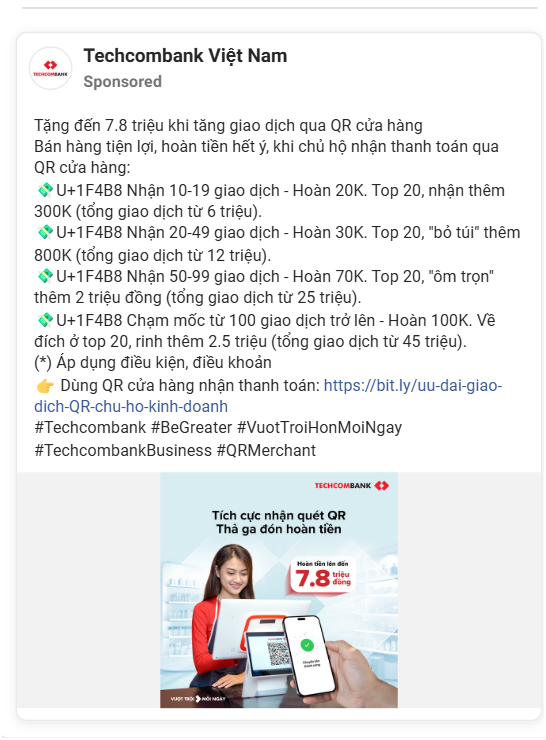 TECHCOMBANK
Techcombank Việt Nam
Sponsored
Tặng đến 7.8 triệu khi tăng giao dịch qua QR cửa hàng
Bán hàng tiện lợi, hoàn tiền hết ý, khi chủ hộ nhận thanh toán qua
QR cửa hàng:
💸 U+1F4B8 Nhận 10-19 giao dịch - Hoàn 20K. Top 20, nhận thêm
300K (tổng giao dịch từ 6 triệu).
💸 U+1F4B8 Nhận 20-49 giao dịch - Hoàn 30K. Top 20, "bỏ túi" thêm
800K (tổng giao dịch từ 12 triệu).
💸 U+1F4B8 Nhận 50-99 giao dịch - Hoàn 70K. Top 20, "ôm trọn"
thêm 2 triệu đồng (tổng giao dịch từ 25 triệu).
💸 U+1F4B8 Chạm mốc từ 100 giao dịch trở lên - Hoàn 100K. Về
đích ở top 20, rinh thêm 2.5 triệu (tổng giao dịch từ 45 triệu).
(*) Áp dụng điều kiện, điều khoản
👉 Dùng QR cửa hàng nhận thanh toán: https://bit.ly/uu-dai-giao-
dich-QR-chu-ho-kinh-doanh
#Techcombank #BeGreater #VuotTroiHonMoiNgay
#TechcombankBusiness #QRMerchant
TECHCOMBANK
Tích cực nhận quét QR
Thả ga đón hoàn tiền
Hoàn tiền lên đến
7.8 triệu
đồng
Chuyển tiền
thành công
VƯỢT TRỘI MỖI NGÀY